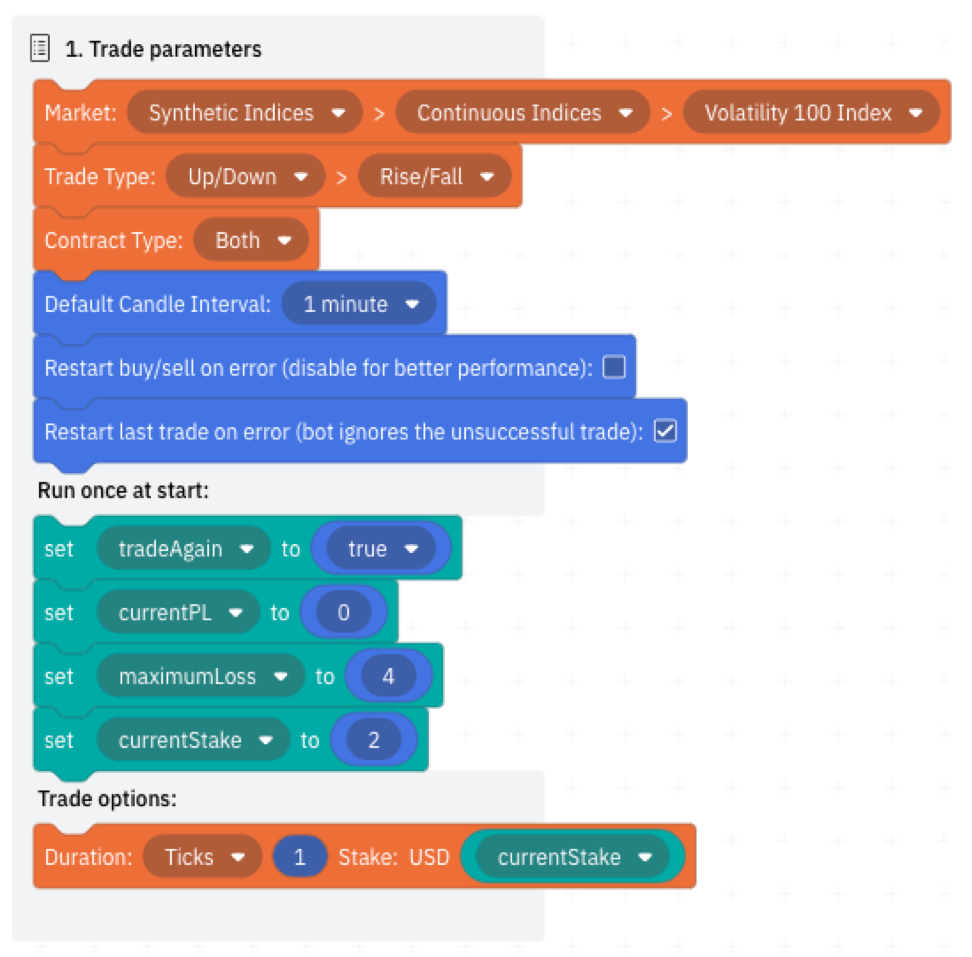 1. Trade parameters
Market: Synthetic Indices > Continuous Indices > Volatility 100 Index
Trade Type: Up/Down > Rise/Fall
Contract Type: Both
Default Candle Interval: 1 minute
Restart buy/sell on error (disable for better performance):
Restart last trade on error (bot ignores the unsuccessful trade):
Run once at start:
set tradeAgain to true
set currentPL to 0
set maximumLoss to 4
set currentStake to 2
Trade options:
Duration: Ticks 1 Stake: USD currentStake